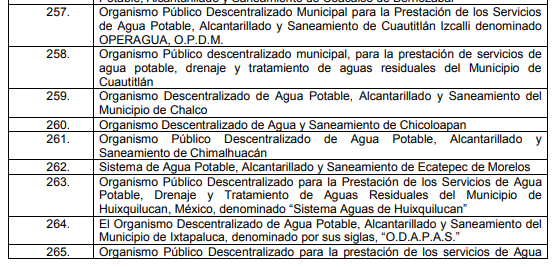 Potable, Alcantarillado y Saneamiento de Coacalco de Berriozábal
257. Organismo Público Descentralizado Municipal para la Prestación de los Servicios
de Agua Potable, Alcantarillado y Saneamiento de Cuautitlán Izcalli denominado
OPERAGUA, O.P.D.M.
258. Organismo Público descentralizado municipal, para la prestación de servicios de
agua potable, drenaje y tratamiento de aguas residuales del Municipio de
Cuautitlán
259. Organismo Descentralizado de Agua Potable, Alcantarillado y Saneamiento del
Municipio de Chalco
260. Organismo Descentralizado de Agua y Saneamiento de Chicoloapan
261. Organismo Público Descentralizado de Agua Potable, Alcantarillado y
Saneamiento de Chimalhuacán
262. Sistema de Agua Potable, Alcantarillado y Saneamiento de Ecatepec de Morelos
263. Organismo Público Descentralizado para la Prestación de los Servicios de Agua
Potable, Drenaje y Tratamiento de Aguas Residuales del Municipio de
Huixquilucan, México, denominado “Sistema Aguas de Huixquilucan”
264. El Organismo Descentralizado de Agua Potable, Alcantarillado y Saneamiento del
Municipio de Ixtapaluca, denominado por sus siglas, “O.D.A.P.A.S.”
265. Organismo Público Descentralizado para la prestación de los servicios de Agua